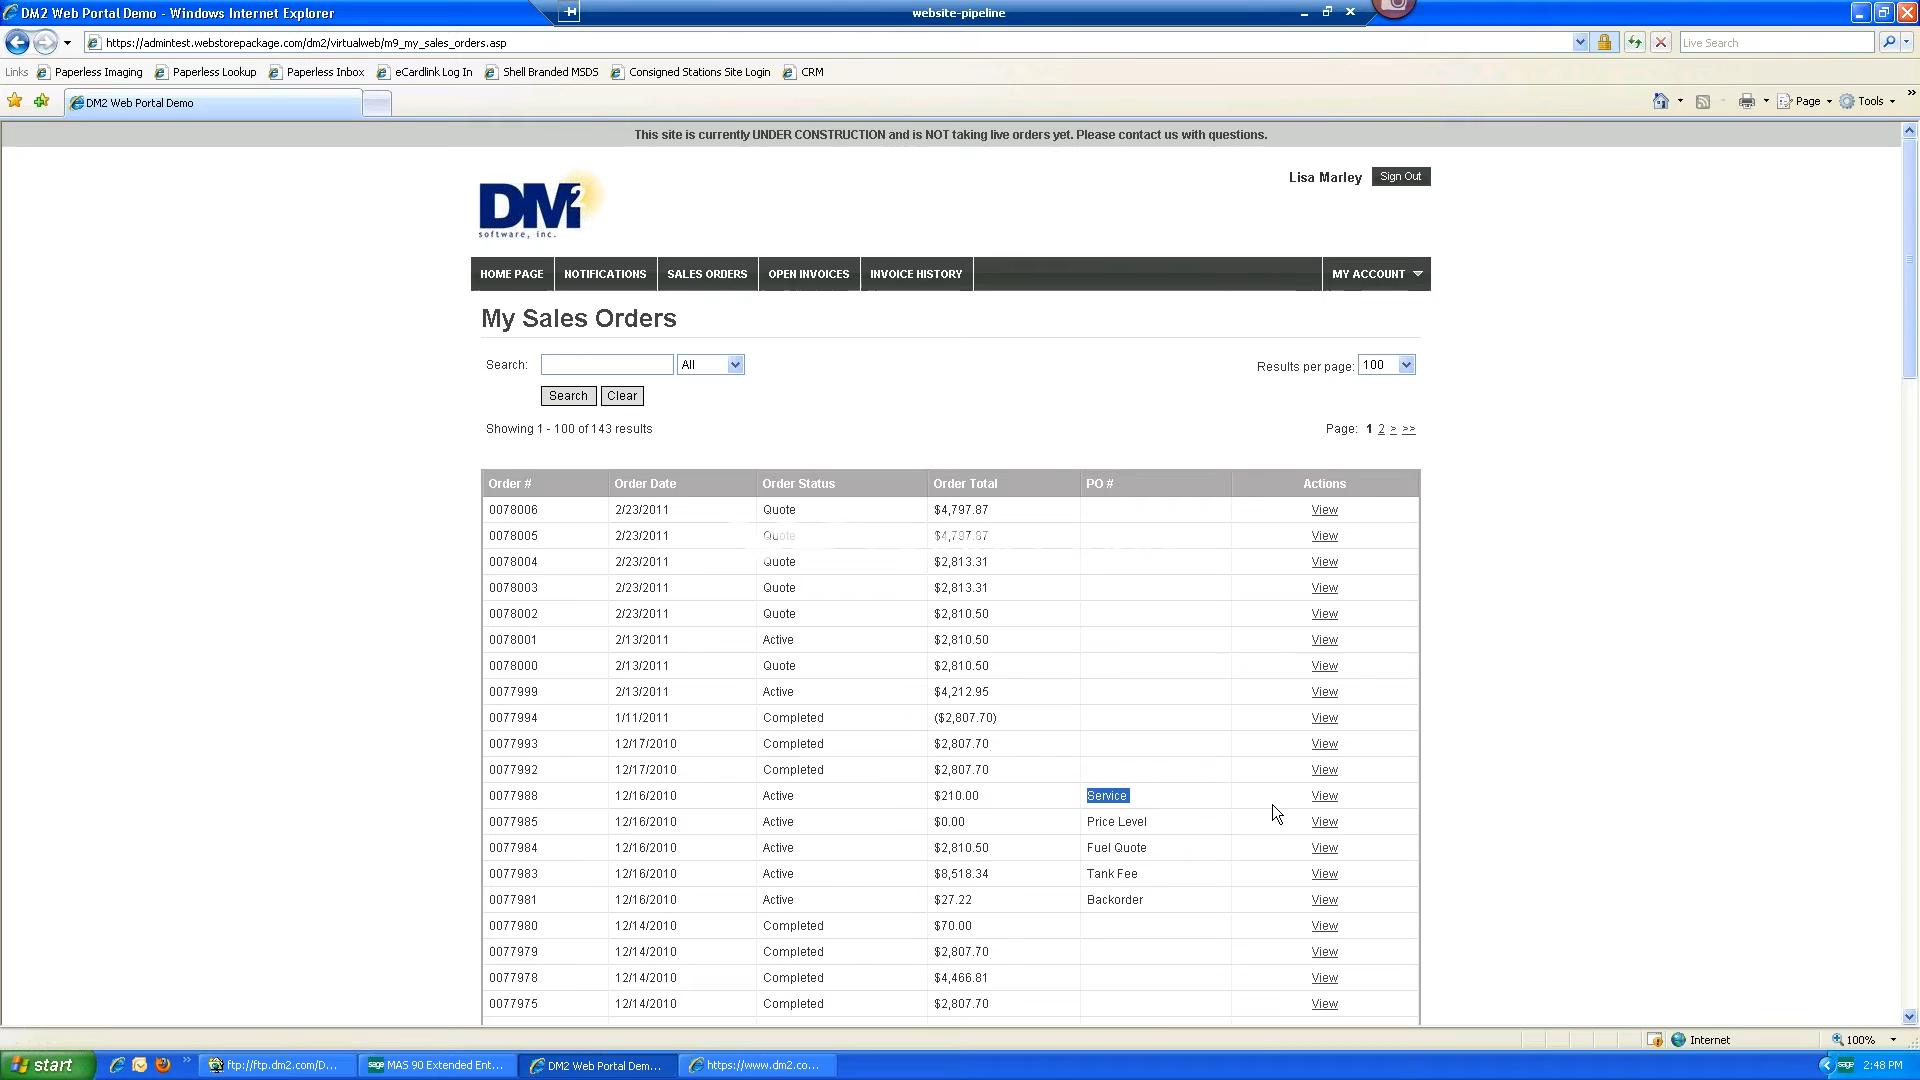 DM2 Web Portal Demo - Windows Internet Explorer
website-pipeline
https://admintest.webstorepackage.com/dm2/virtualweb/m9_my_sales_orders.asp
Live Search
Links Paperless Imaging Paperless Lookup Paperless Inbox eCardlink Log In Shell Branded MSDS Consigned Stations Site Login CRM
DM2 Web Portal Demo
Page Tools »
This site is currently UNDER CONSTRUCTION and is NOT taking live orders yet. Please contact us with questions.
Lisa Marley Sign Out
DM2
software, inc.
HOME PAGE NOTIFICATIONS SALES ORDERS OPEN INVOICES INVOICE HISTORY MY ACCOUNT
My Sales Orders
Search: All Results per page: 100
Search Clear
Showing 1 - 100 of 143 results Page: 1 2 > >>
Order # Order Date Order Status Order Total PO # Actions
0078006 2/23/2011 Quote $4,797.87 View
0078005 2/23/2011 Quote $4,797.87 View
0078004 2/23/2011 Quote $2,813.31 View
0078003 2/23/2011 Quote $2,813.31 View
0078002 2/23/2011 Quote $2,810.50 View
0078001 2/13/2011 Active $2,810.50 View
0078000 2/13/2011 Quote $2,810.50 View
0077999 2/13/2011 Active $4,212.95 View
0077994 1/11/2011 Completed ($2,807.70) View
0077993 12/17/2010 Completed $2,807.70 View
0077992 12/17/2010 Completed $2,807.70 View
0077988 12/16/2010 Active $210.00 Service View
0077985 12/16/2010 Active $0.00 Price Level View
0077984 12/16/2010 Active $2,810.50 Fuel Quote View
0077983 12/16/2010 Active $8,518.34 Tank Fee View
0077981 12/16/2010 Active $27.22 Backorder View
0077980 12/14/2010 Completed $70.00 View
0077979 12/14/2010 Completed $2,807.70 View
0077978 12/14/2010 Completed $4,466.81 View
0077975 12/14/2010 Completed $2,807.70 View
Internet 100%
start » ftp://ftp.dm2.com/D... sage MAS 90 Extended Ent... DM2 Web Portal Dem... https://www.dm2.co... sage 2:48 PM